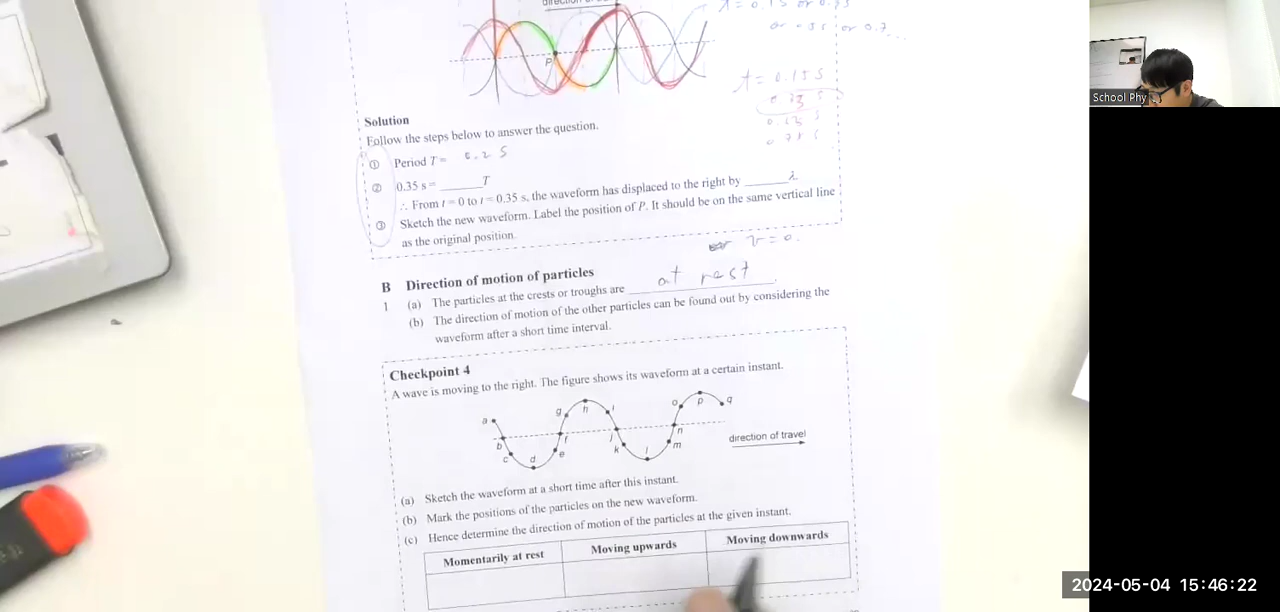 P
t = 0.15 s
Solution
Follow the steps below to answer the question.
① Period T = 0.2 s
② 0.35 s = ______ T
∴ From t = 0 to t = 0.35 s, the waveform has displaced to the right by ______ λ.
③ Sketch the new waveform. Label the position of P. It should be on the same vertical line
as the original position.
v = 0.
B Direction of motion of particles
1 (a) The particles at the crests or troughs are at rest.
(b) The direction of motion of the other particles can be found out by considering the
waveform after a short time interval.
Checkpoint 4
A wave is moving to the right. The figure shows its waveform at a certain instant.
a b c d e f g h i j k l m n o p q
direction of travel
(a) Sketch the waveform at a short time after this instant.
(b) Mark the positions of the particles on the new waveform.
(c) Hence determine the direction of motion of the particles at the given instant.
Momentarily at rest Moving upwards Moving downwards
School Phy
2024-05-04 15:46:22